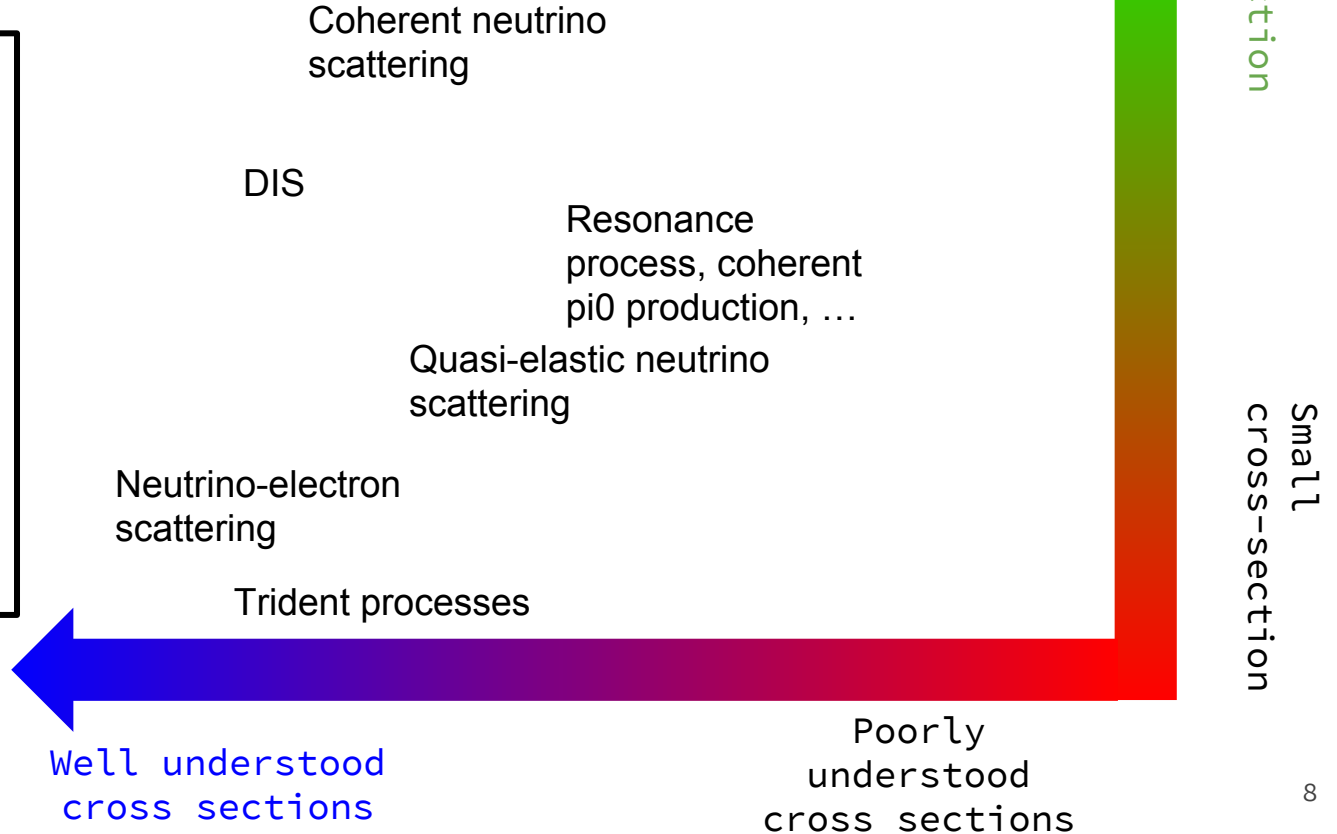 Coherent neutrino
scattering
DIS
Resonance
process, coherent
pi0 production, …
Quasi-elastic neutrino
scattering
Neutrino-electron
scattering
Trident processes
Small
cross-section
Well understood
cross sections
Poorly
understood
cross sections
8